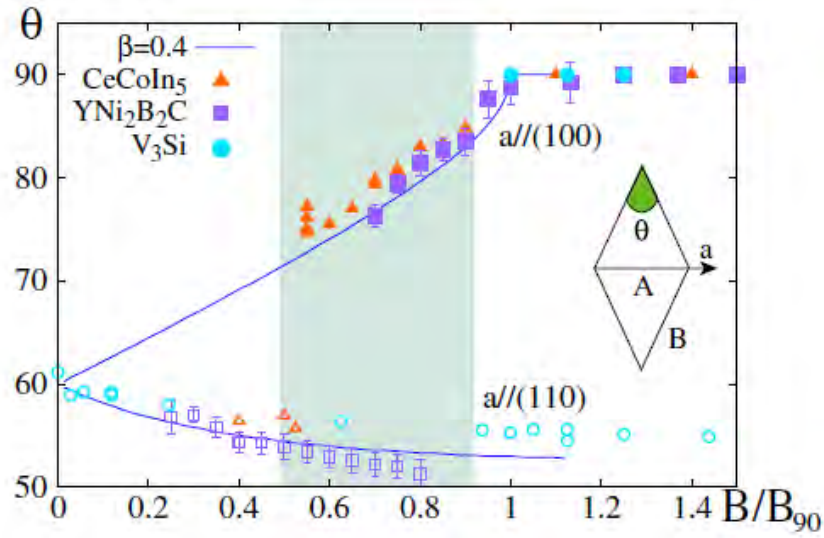 θ
90
80
70
60
50
β=0.4
CeCoIn₅
YNi₂B₂C
V₃Si
a//(100)
θ
a
A
B
a//(110)
0 0.2 0.4 0.6 0.8 1 1.2 1.4 B/B₉₀